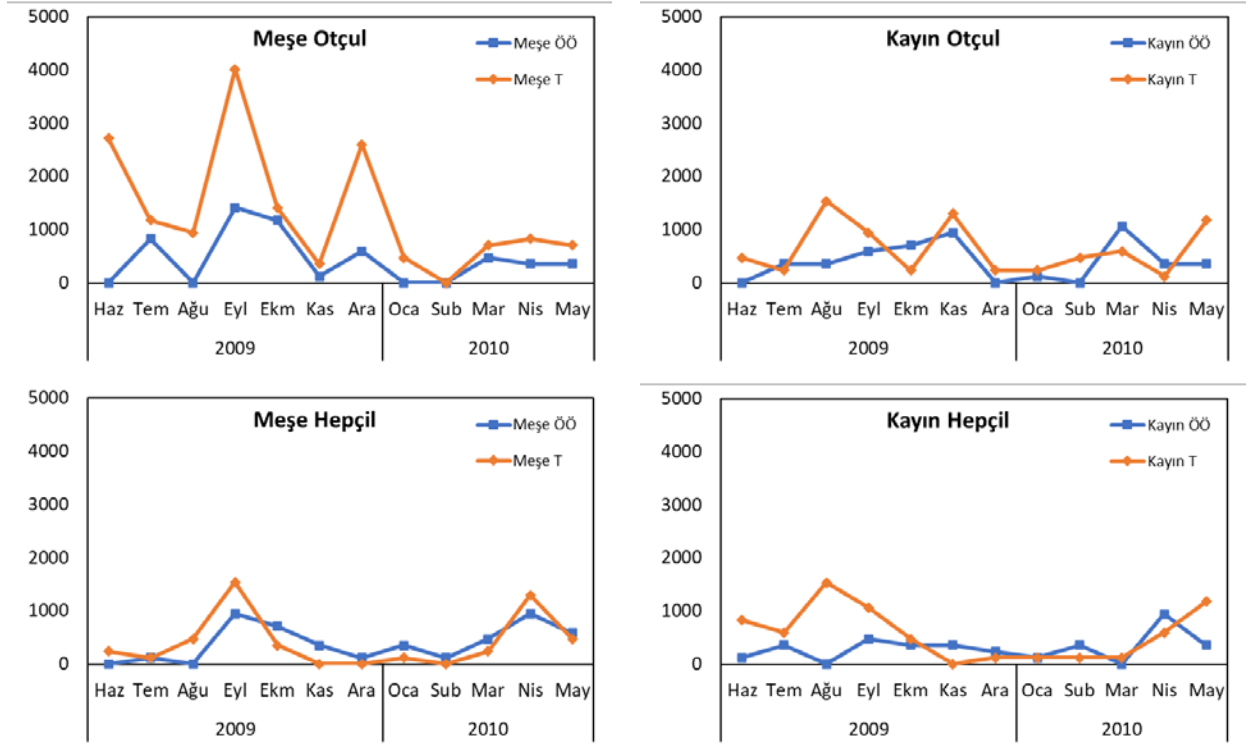 Meşe Otçul
Meşe ÖÖ
Meşe T
5000
4000
3000
2000
1000
0
Haz Tem Ağu Eyl Ekm Kas Ara Oca Sub Mar Nis May
2009 2010
Kayın Otçul
Kayın ÖÖ
Kayın T
5000
4000
3000
2000
1000
0
Haz Tem Ağu Eyl Ekm Kas Ara Oca Sub Mar Nis May
2009 2010
Meşe Hepçil
Meşe ÖÖ
Meşe T
5000
4000
3000
2000
1000
0
Haz Tem Ağu Eyl Ekm Kas Ara Oca Sub Mar Nis May
2009 2010
Kayın Hepçil
Kayın ÖÖ
Kayın T
5000
4000
3000
2000
1000
0
Haz Tem Ağu Eyl Ekm Kas Ara Oca Sub Mar Nis May
2009 2010